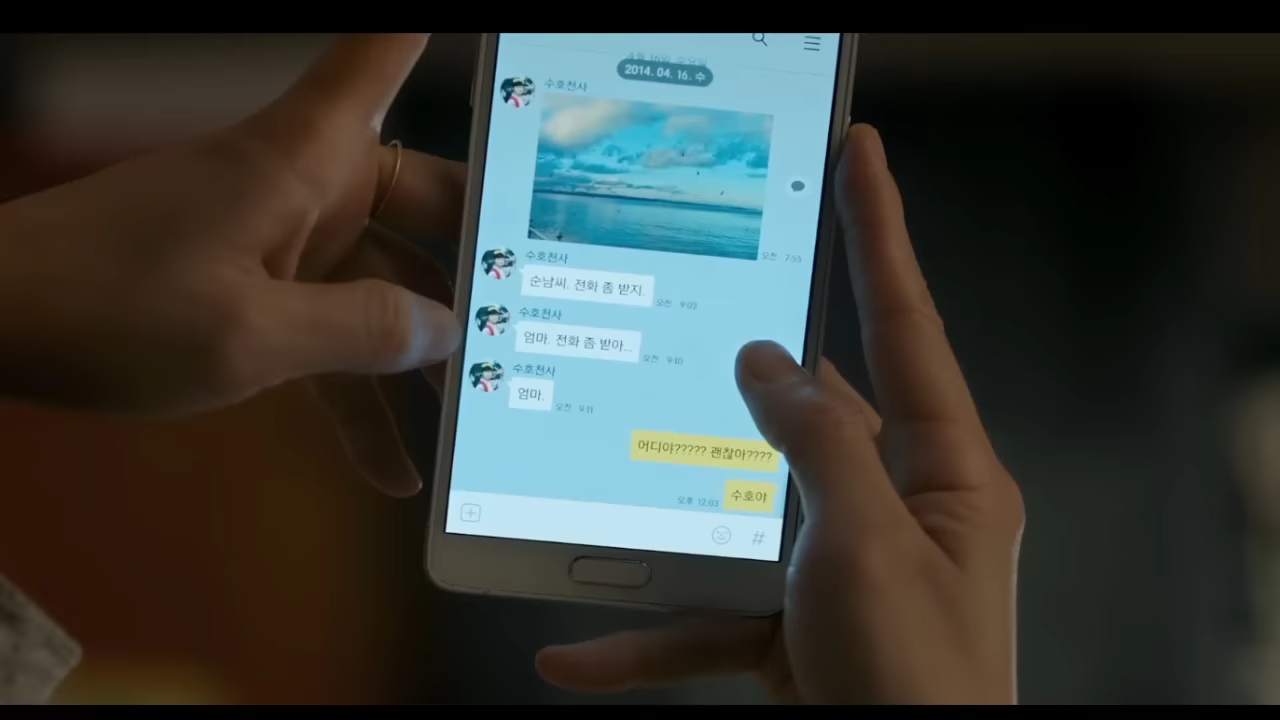 2014. 04. 16. 수
수호천사
오전 7:55
수호천사
순남씨. 전화 좀 받지.
오전 9:03
수호천사
엄마. 전화 좀 받아...
오전 9:10
수호천사
엄마.
오전 9:11
어디야????? 괜찮아????
수호야
오후 12:03
#